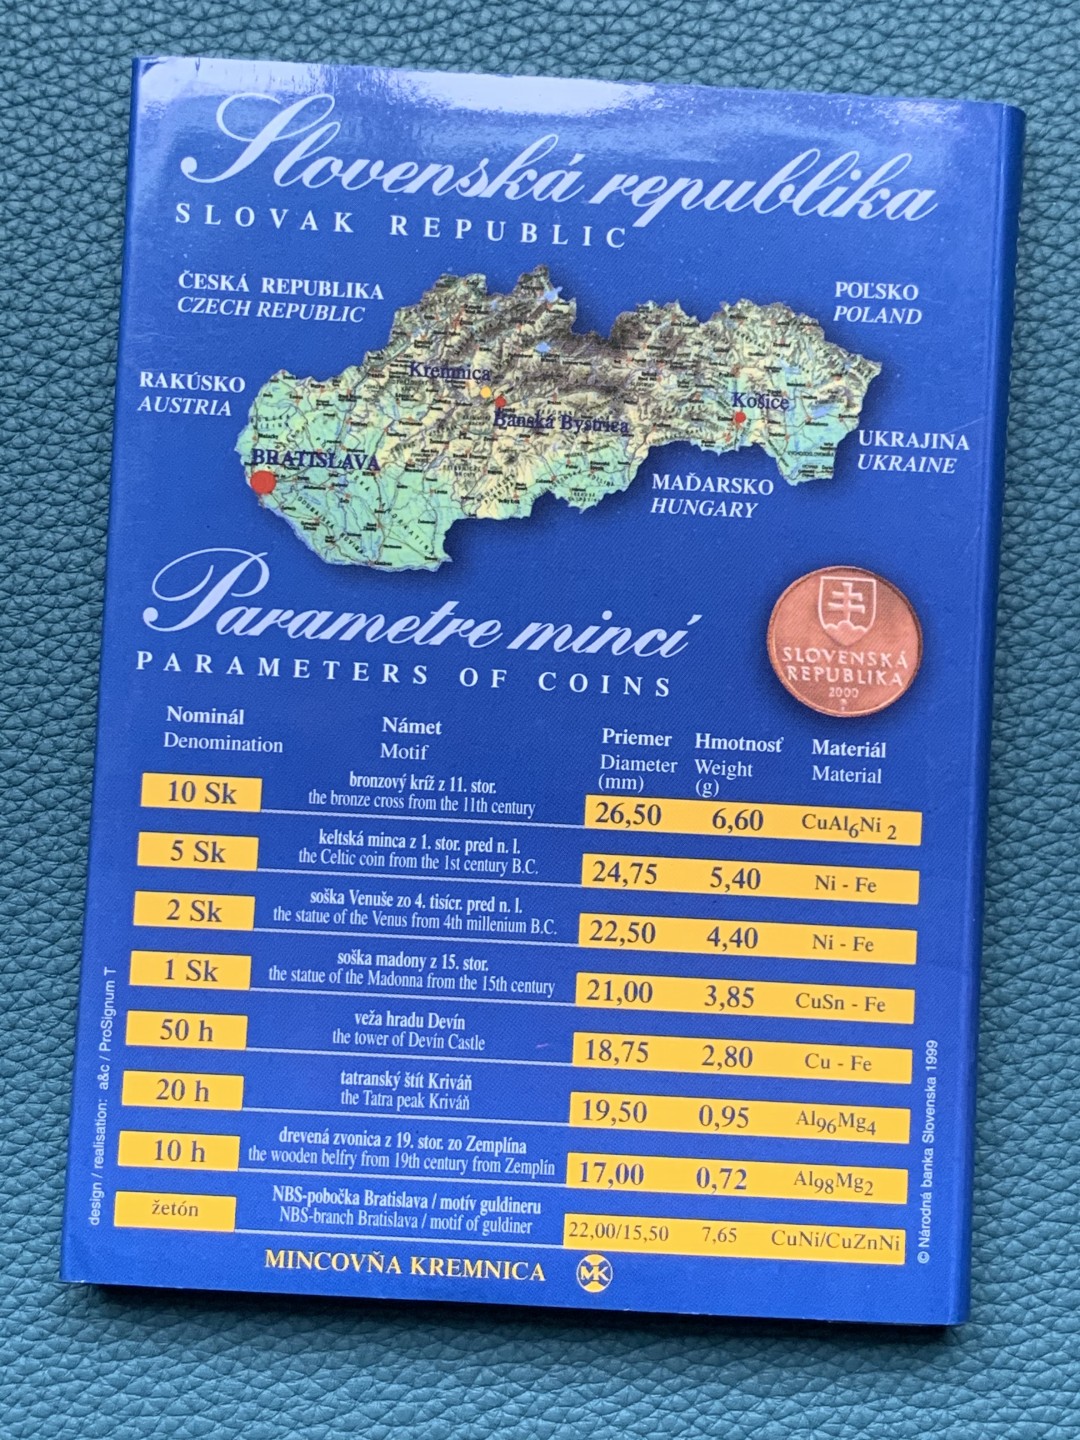 Slovenská republika
SLOVAK REPUBLIC
ČESKÁ REPUBLIKA
CZECH REPUBLIC
POĽSKO
POLAND
RAKÚSKO
AUSTRIA
Kremnica
Banská Bystrica
Košice
BRATISLAVA
UKRAJINA
UKRAINE
MAĎARSKO
HUNGARY
Parametre mincí
PARAMETERS OF COINS
SLOVENSKÁ
REPUBLIKA
2000
Nominál Námet Priemer Hmotnosť Materiál
Denomination Motif Diameter Weight Material
(mm) (g)
10 Sk bronzový kríž z 11. stor. 26,50 6,60 CuAl6Ni 2
the bronze cross from the 11th century
5 Sk keltská minca z 1. stor. pred n. l. 24,75 5,40 Ni - Fe
the Celtic coin from the 1st century B.C.
2 Sk soška Venuše zo 4. tisícr. pred n. l. 22,50 4,40 Ni - Fe
the statue of the Venus from 4th millenium B.C.
1 Sk soška madony z 15. stor. 21,00 3,85 CuSn - Fe
the statue of the Madonna from the 15th century
50 h veža hradu Devín 18,75 2,80 Cu - Fe
the tower of Devín Castle
20 h tatranský štít Kriváň 19,50 0,95 Al96Mg4
the Tatra peak Kriváň
10 h drevená zvonica z 19. stor. zo Zemplína 17,00 0,72 Al98Mg2
the wooden belfry from 19th century from Zemplín
žetón NBS-pobočka Bratislava / motív guldineru 22,00/15,50 7,65 CuNi/CuZnNi
NBS-branch Bratislava / motif of guldiner
MINCOVŇA KREMNICA MK
design / realisation: a&c / ProSignum T
© Národná banka Slovenska 1999